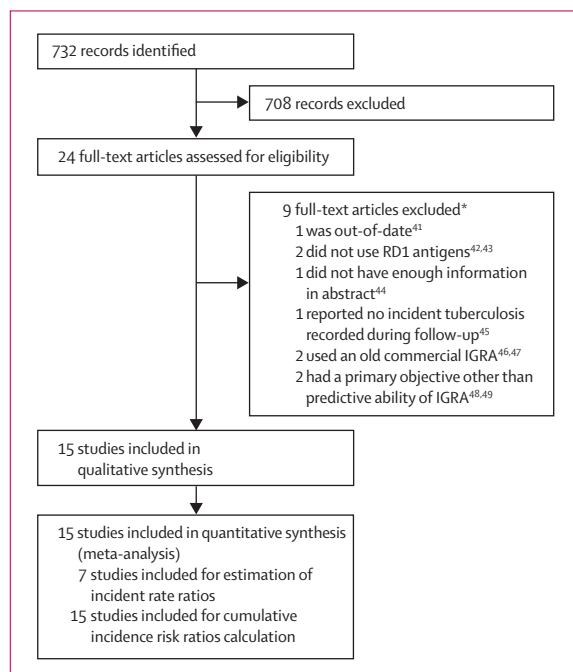 732 records identified
708 records excluded
24 full-text articles assessed for eligibility
9 full-text articles excluded*
1 was out-of-date41
2 did not use RD1 antigens42,43
1 did not have enough information
in abstract44
1 reported no incident tuberculosis
recorded during follow-up45
2 used an old commercial IGRA46,47
2 had a primary objective other than
predictive ability of IGRA48,49
15 studies included in
qualitative synthesis
15 studies included in quantitative synthesis
(meta-analysis)
7 studies included for estimation of
incident rate ratios
15 studies included for cumulative
incidence risk ratios calculation